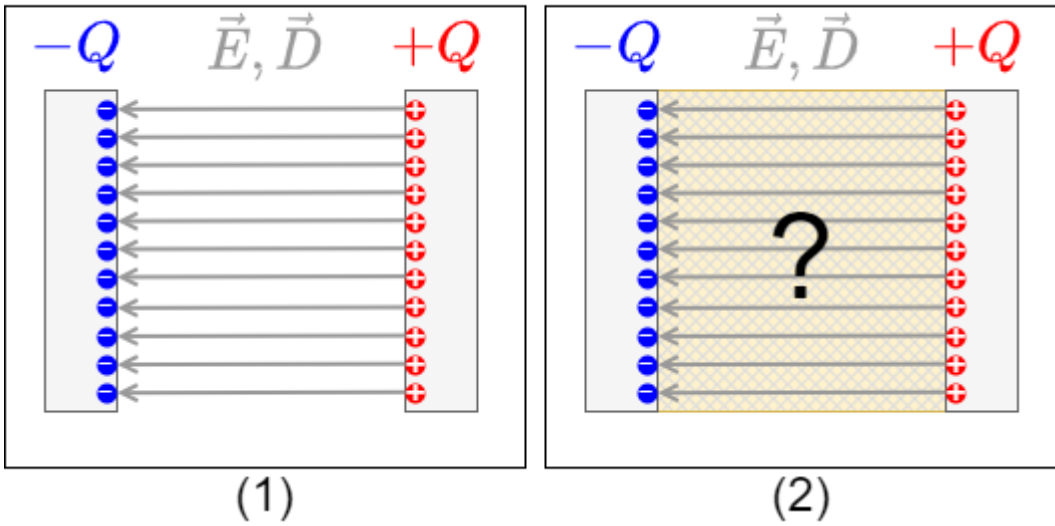 −Q E⃗, D⃗ +Q
−Q E⃗, D⃗ +Q
?
(1)
(2)